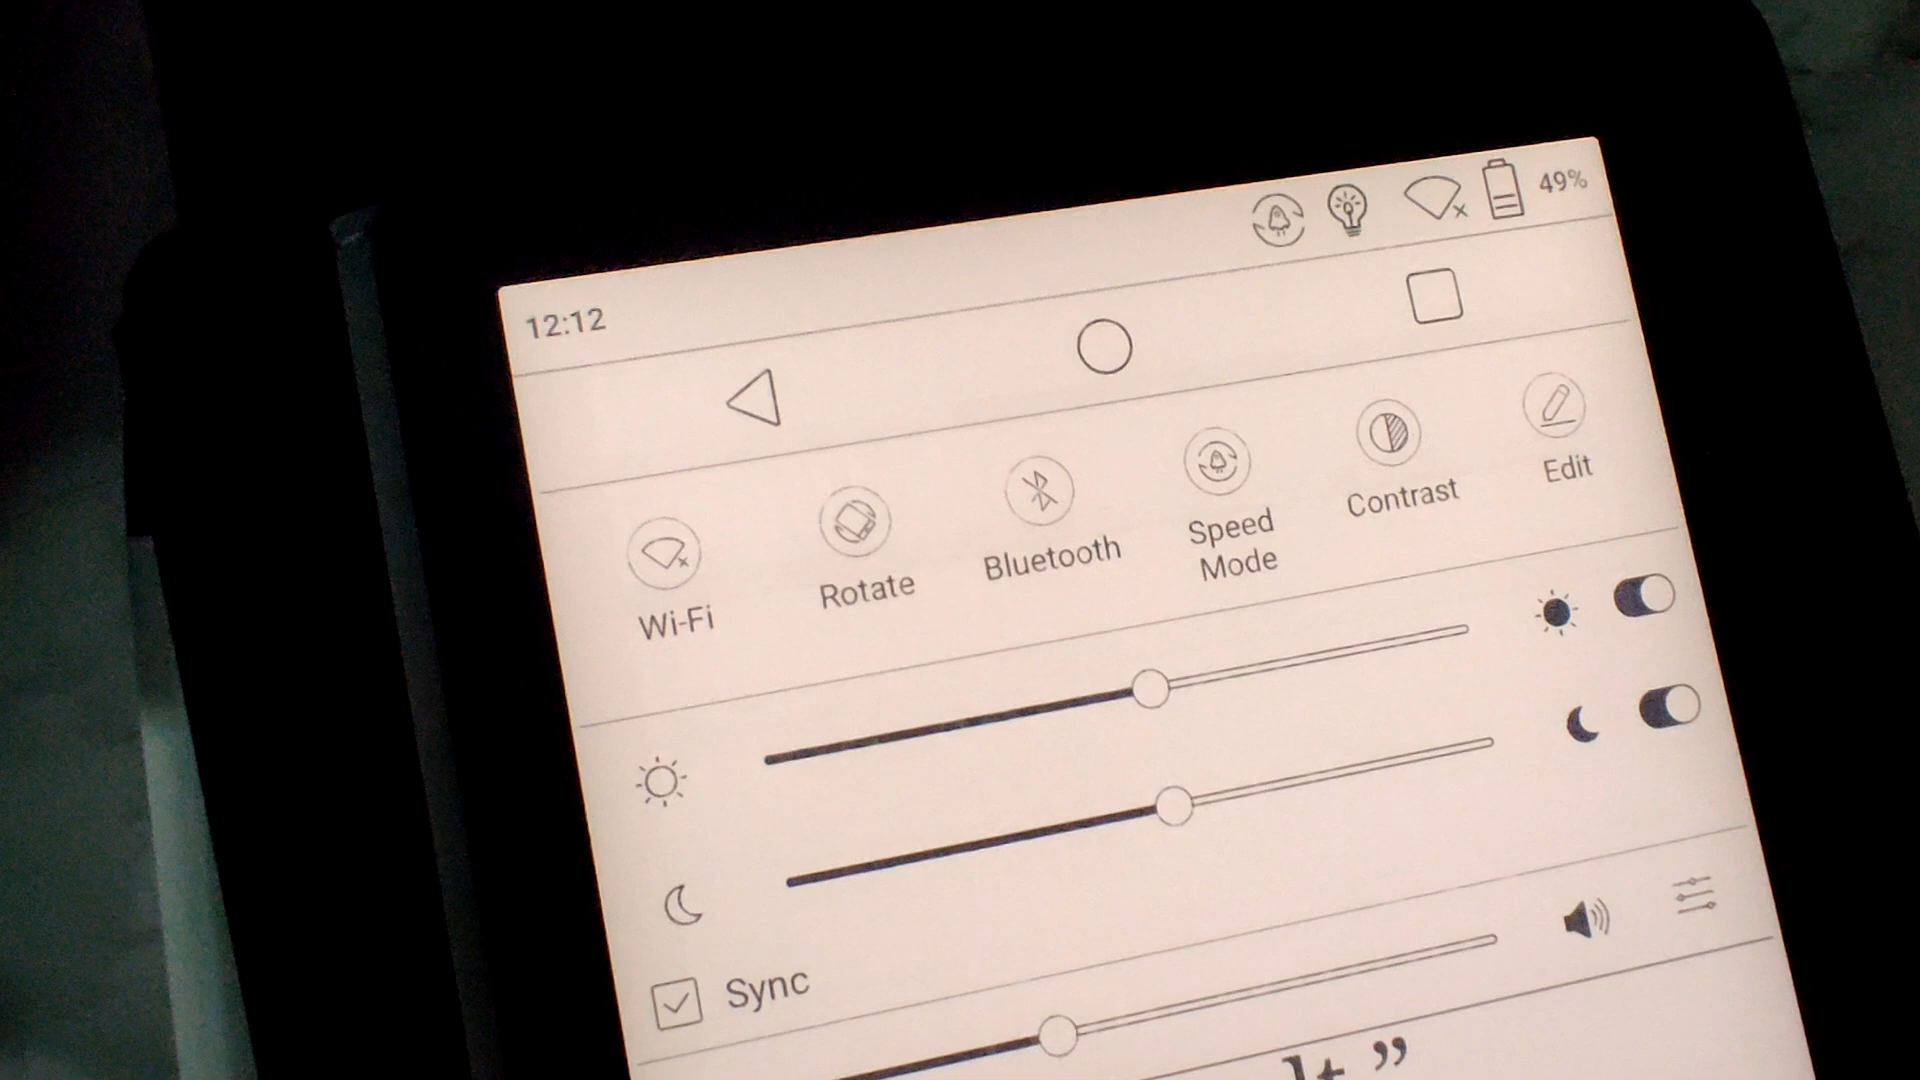 12:12
49%
Wi-Fi
Rotate
Bluetooth
Speed
Mode
Contrast
Edit
Sync